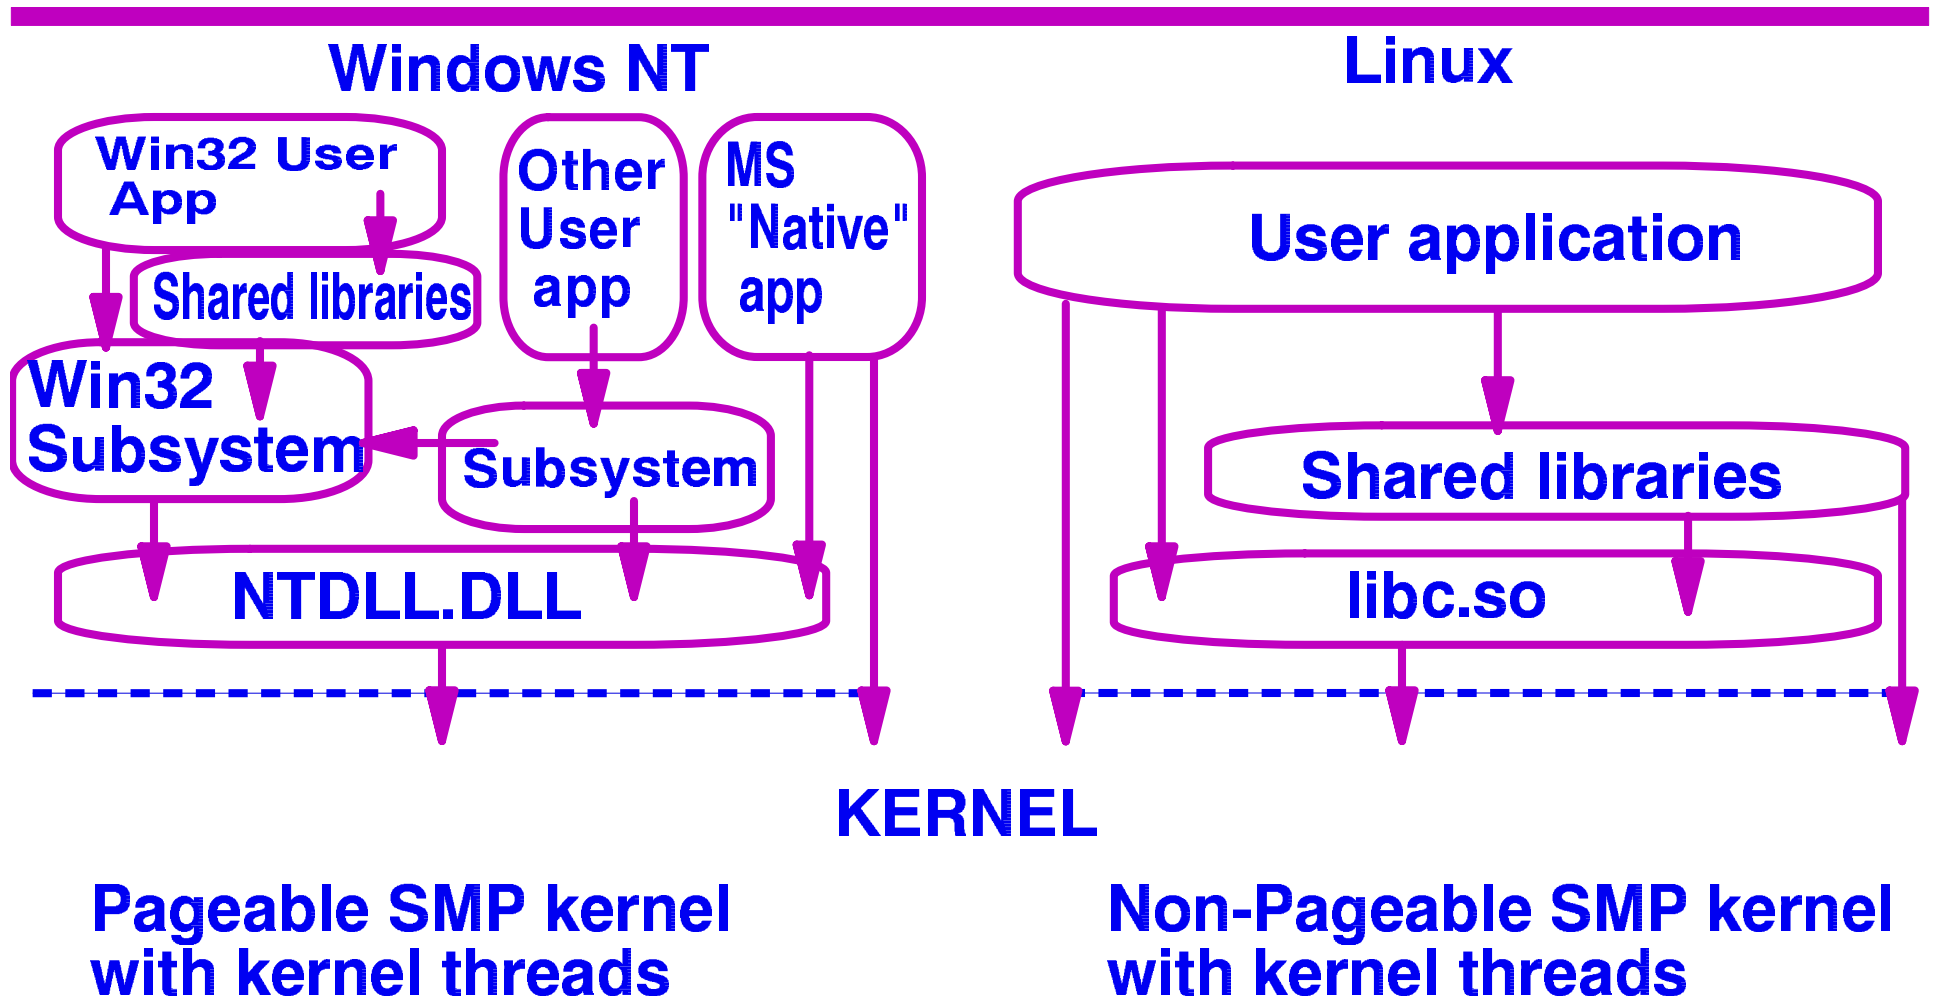 Windows NT
Linux
Win32 User
App
Other
User
app
MS
"Native"
app
User application
Shared libraries
Win32
Subsystem
Subsystem
Shared libraries
NTDLL.DLL
libc.so
KERNEL
Pageable SMP kernel
with kernel threads
Non-Pageable SMP kernel
with kernel threads